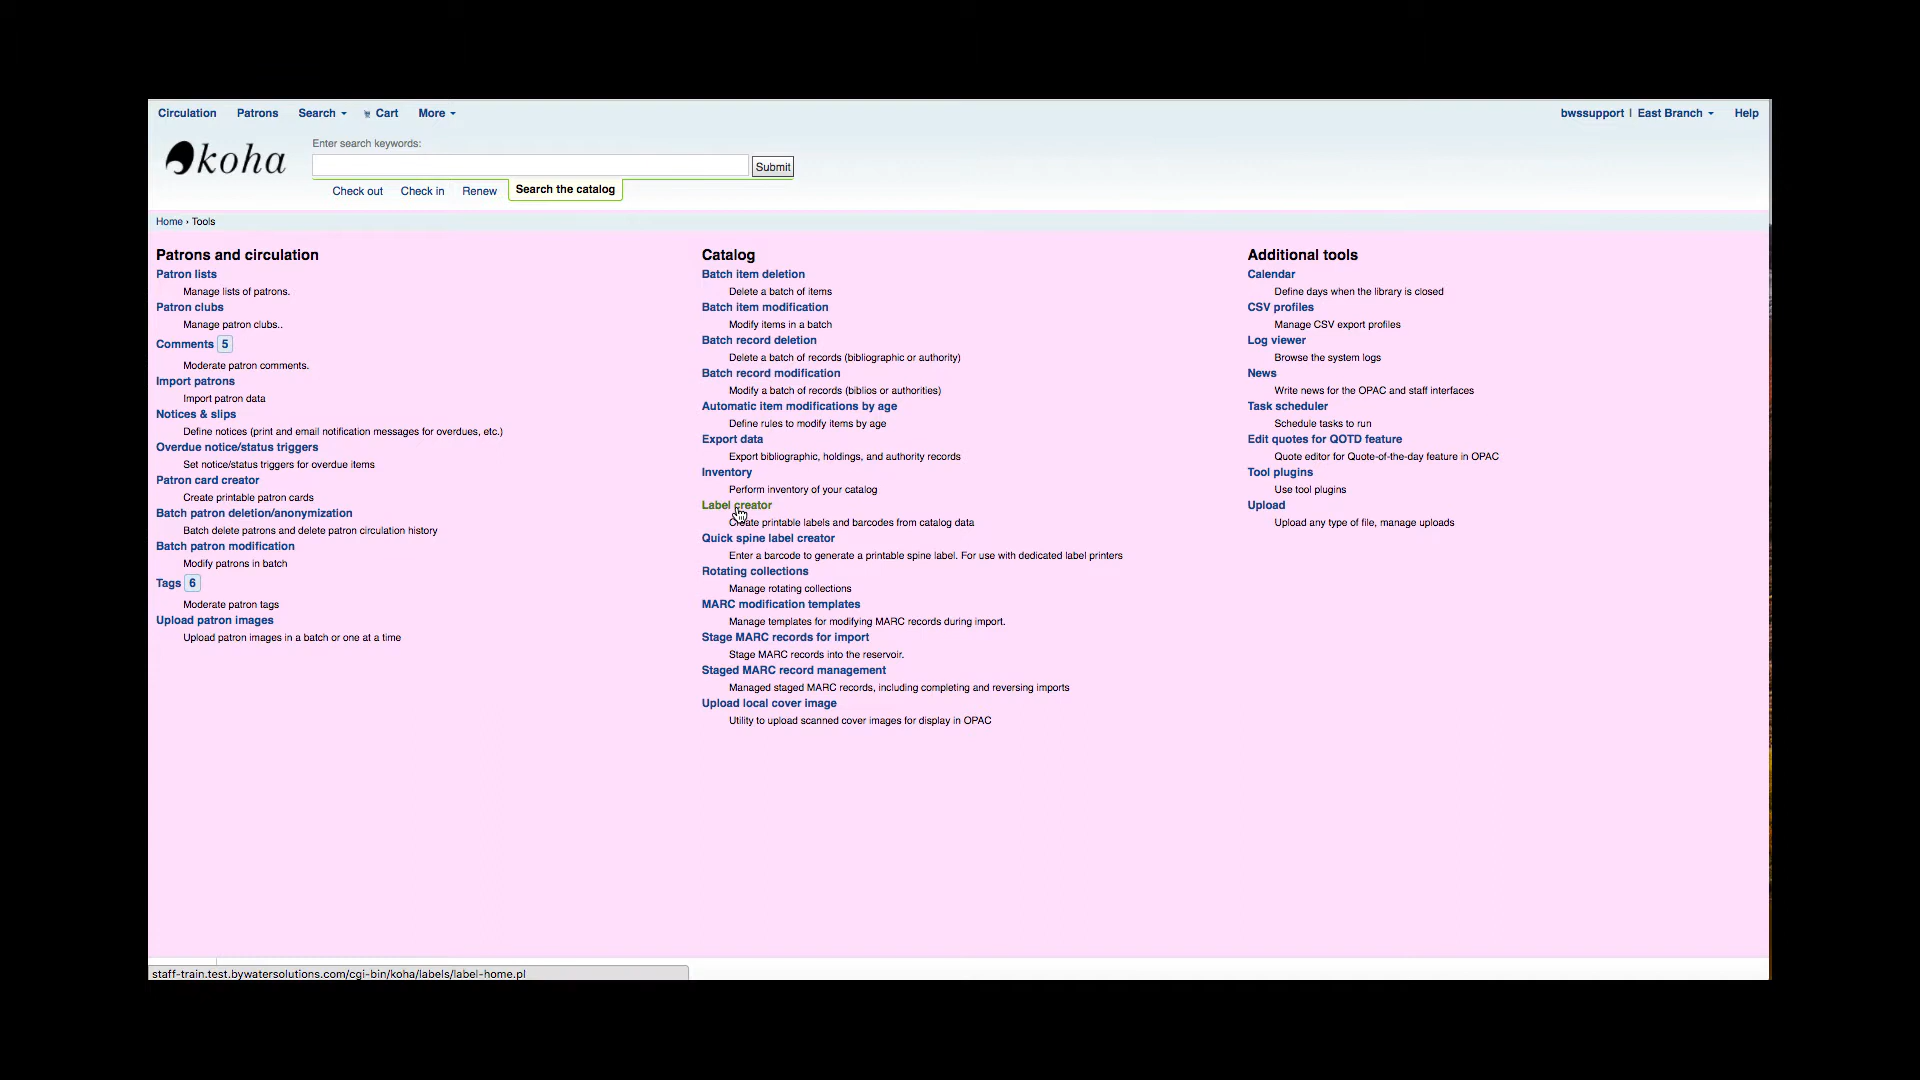 Circulation Patrons Search Cart More bwssupport | East Branch Help
koha
Enter search keywords:
Submit
Check out Check in Renew Search the catalog
Home › Tools
Patrons and circulation
Patron lists
Manage lists of patrons.
Patron clubs
Manage patron clubs..
Comments 5
Moderate patron comments.
Import patrons
Import patron data
Notices & slips
Define notices (print and email notification messages for overdues, etc.)
Overdue notice/status triggers
Set notice/status triggers for overdue items
Patron card creator
Create printable patron cards
Batch patron deletion/anonymization
Batch delete patrons and delete patron circulation history
Batch patron modification
Modify patrons in batch
Tags 6
Moderate patron tags
Upload patron images
Upload patron images in a batch or one at a time
Catalog
Batch item deletion
Delete a batch of items
Batch item modification
Modify items in a batch
Batch record deletion
Delete a batch of records (bibliographic or authority)
Batch record modification
Modify a batch of records (biblios or authorities)
Automatic item modifications by age
Define rules to modify items by age
Export data
Export bibliographic, holdings, and authority records
Inventory
Perform inventory of your catalog
Label creator
Create printable labels and barcodes from catalog data
Quick spine label creator
Enter a barcode to generate a printable spine label. For use with dedicated label printers
Rotating collections
Manage rotating collections
MARC modification templates
Manage templates for modifying MARC records during import.
Stage MARC records for import
Stage MARC records into the reservoir.
Staged MARC record management
Managed staged MARC records, including completing and reversing imports
Upload local cover image
Utility to upload scanned cover images for display in OPAC
Additional tools
Calendar
Define days when the library is closed
CSV profiles
Manage CSV export profiles
Log viewer
Browse the system logs
News
Write news for the OPAC and staff interfaces
Task scheduler
Schedule tasks to run
Edit quotes for QOTD feature
Quote editor for Quote-of-the-day feature in OPAC
Tool plugins
Use tool plugins
Upload
Upload any type of file, manage uploads
staff-train.test.bywatersolutions.com/cgi-bin/koha/labels/label-home.pl